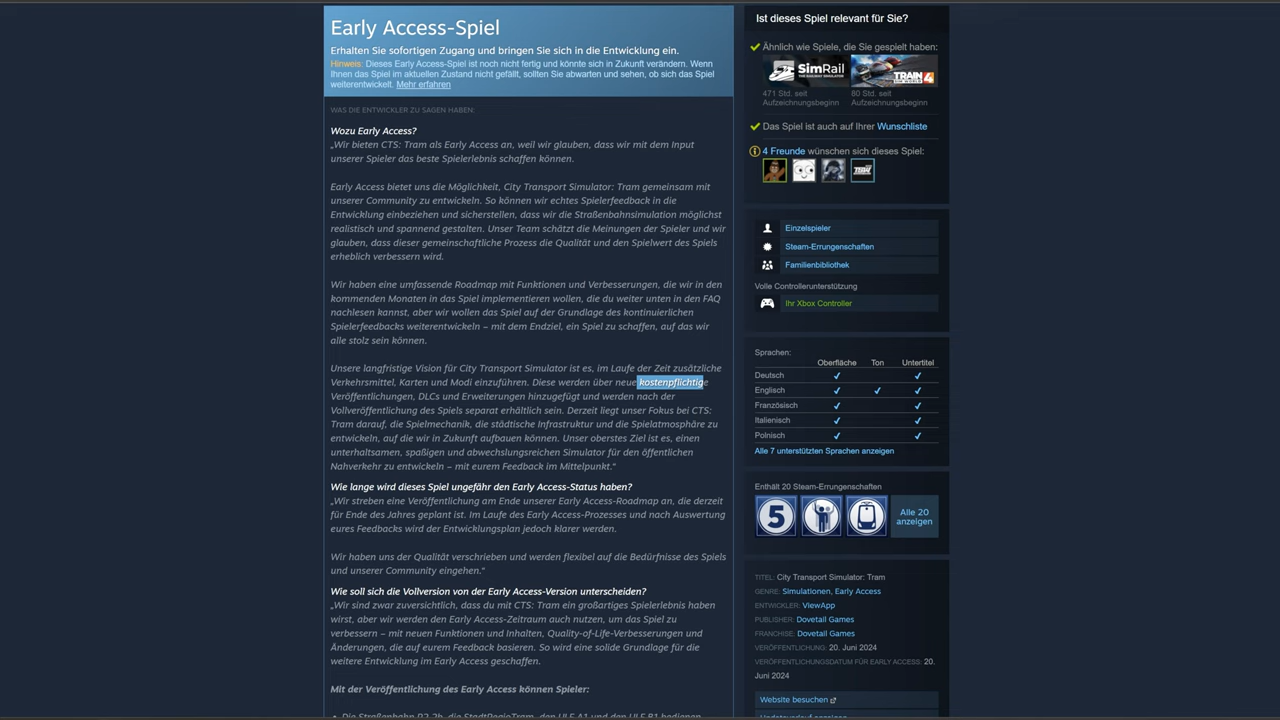 Early Access-Spiel
Erhalten Sie sofortigen Zugang und bringen Sie sich in die Entwicklung ein.
Hinweis: Dieses Early Access-Spiel ist noch nicht fertig und könnte sich in Zukunft verändern. Wenn
Ihnen das Spiel im aktuellen Zustand nicht gefällt, sollten Sie abwarten und sehen, ob sich das Spiel
weiterentwickelt. Mehr erfahren
WAS DIE ENTWICKLER ZU SAGEN HABEN:
Wozu Early Access?
„Wir bieten CTS: Tram als Early Access an, weil wir glauben, dass wir mit dem Input
unserer Spieler das beste Spielerlebnis schaffen können.
Early Access bietet uns die Möglichkeit, City Transport Simulator: Tram gemeinsam mit
unserer Community zu entwickeln. So können wir echtes Spielerfeedback in die
Entwicklung einbeziehen und sicherstellen, dass wir die Straßenbahnsimulation möglichst
realistisch und spannend gestalten. Unser Team schätzt die Meinungen der Spieler und wir
glauben, dass dieser gemeinschaftliche Prozess die Qualität und den Spielwert des Spiels
erheblich verbessern wird.
Wir haben eine umfassende Roadmap mit Funktionen und Verbesserungen, die wir in den
kommenden Monaten in das Spiel implementieren wollen, die du weiter unten in den FAQ
nachlesen kannst, aber wir wollen das Spiel auf der Grundlage des kontinuierlichen
Spielerfeedbacks weiterentwickeln – mit dem Endziel, ein Spiel zu schaffen, auf das wir
alle stolz sein können.
Unsere langfristige Vision für City Transport Simulator ist es, im Laufe der Zeit zusätzliche
Verkehrsmittel, Karten und Modi einzuführen. Diese werden über neue kostenpflichtige
Veröffentlichungen, DLCs und Erweiterungen hinzugefügt und werden nach der
Vollveröffentlichung des Spiels separat erhältlich sein. Derzeit liegt unser Fokus bei CTS:
Tram darauf, die Spielmechanik, die städtische Infrastruktur und die Spielatmosphäre zu
entwickeln, auf die wir in Zukunft aufbauen können. Unser oberstes Ziel ist es, einen
unterhaltsamen, spaßigen und abwechslungsreichen Simulator für den öffentlichen
Nahverkehr zu entwickeln – mit eurem Feedback im Mittelpunkt.“
Wie lange wird dieses Spiel ungefähr den Early Access-Status haben?
„Wir streben eine Veröffentlichung am Ende unserer Early Access-Roadmap an, die derzeit
für Ende des Jahres geplant ist. Im Laufe des Early Access-Prozesses und nach Auswertung
eures Feedbacks wird der Entwicklungsplan jedoch klarer werden.
Wir haben uns der Qualität verschrieben und werden flexibel auf die Bedürfnisse des Spiels
und unserer Community eingehen.“
Wie soll sich die Vollversion von der Early Access-Version unterscheiden?
„Wir sind zwar zuversichtlich, dass du mit CTS: Tram ein großartiges Spielerlebnis haben
wirst, aber wir werden den Early Access-Zeitraum auch nutzen, um das Spiel zu
verbessern – mit neuen Funktionen und Inhalten, Quality-of-Life-Verbesserungen und
Änderungen, die auf eurem Feedback basieren. So wird eine solide Grundlage für die
weitere Entwicklung im Early Access geschaffen.
Mit der Veröffentlichung des Early Access können Spieler:
• Die Straßenbahn R2.2b, die StadtRegioTram, den ULF A1 und den ULF B1 bedienen
Ist dieses Spiel relevant für Sie?
Ähnlich wie Spiele, die Sie gespielt haben:
SimRail
TRAIN
4
471 Std. seit
Aufzeichnungsbeginn
80 Std. seit
Aufzeichnungsbeginn
Das Spiel ist auch auf Ihrer Wunschliste
4 Freunde wünschen sich dieses Spiel:
Einzelspieler
Steam-Errungenschaften
Familienbibliothek
Volle Controllerunterstützung
Ihr Xbox Controller
Sprachen:
Oberfläche Ton Untertitel
Deutsch ✔ ✔
Englisch ✔ ✔ ✔
Französisch ✔ ✔
Italienisch ✔ ✔
Polnisch ✔ ✔
Alle 7 unterstützten Sprachen anzeigen
Enthält 20 Steam-Errungenschaften
5
Alle 20
anzeigen
TITEL: City Transport Simulator: Tram
GENRE: Simulationen, Early Access
ENTWICKLER: ViewApp
PUBLISHER: Dovetail Games
FRANCHISE: Dovetail Games
VERÖFFENTLICHUNG: 20. Juni 2024
VERÖFFENTLICHUNGSDATUM FÜR EARLY ACCESS: 20.
Juni 2024
Website besuchen
Updateverlauf anzeigen